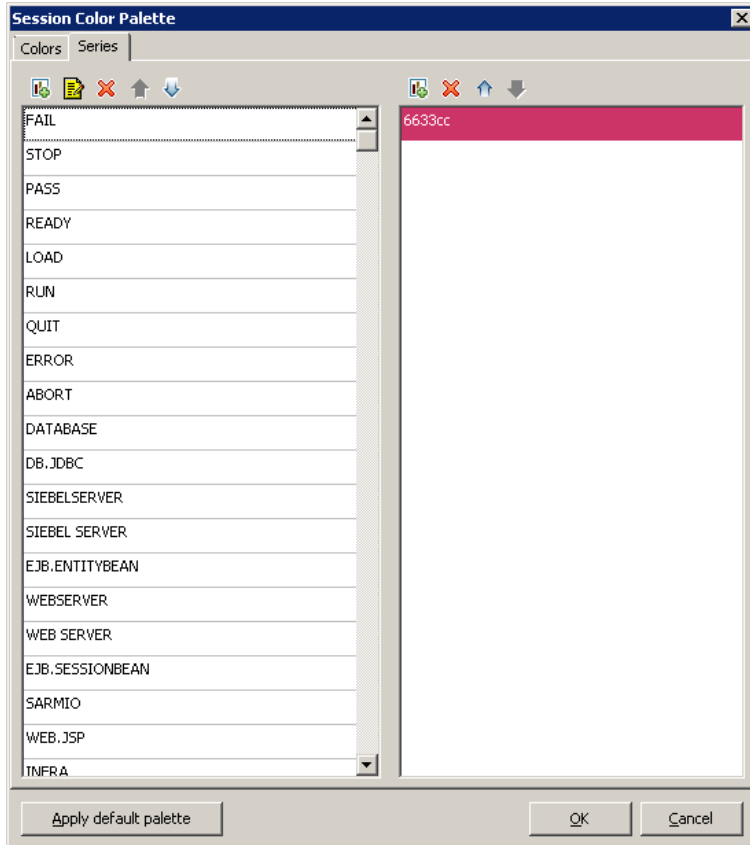 Session Color Palette
Colors Series
FAIL
STOP
PASS
READY
LOAD
RUN
QUIT
ERROR
ABORT
DATABASE
DB.JDBC
SIEBELSERVER
SIEBEL SERVER
EJB.ENTITYBEAN
WEBSERVER
WEB SERVER
EJB.SESSIONBEAN
SARMIO
WEB.JSP
INFRA
6633cc
Apply default palette
OK
Cancel